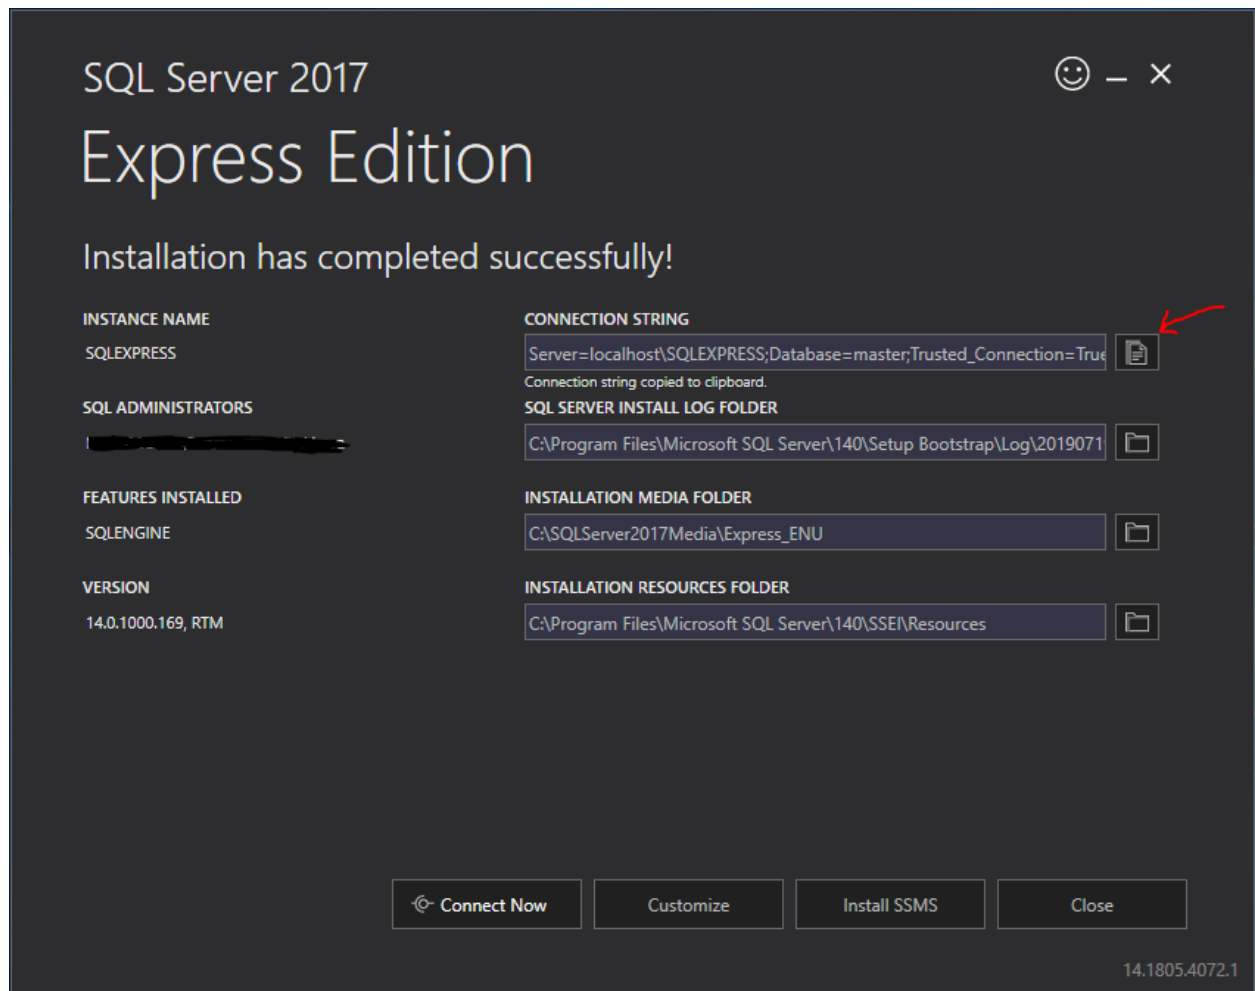 SQL Server 2017
Express Edition
Installation has completed successfully!
INSTANCE NAME
SQLEXPRESS
CONNECTION STRING
Server=localhost\SQLEXPRESS;Database=master;Trusted_Connection=True
Connection string copied to clipboard.
SQL ADMINISTRATORS
SQL SERVER INSTALL LOG FOLDER
C:\Program Files\Microsoft SQL Server\140\Setup Bootstrap\Log\2019071
FEATURES INSTALLED
SQLENGINE
INSTALLATION MEDIA FOLDER
C:\SQLServer2017Media\Express_ENU
VERSION
14.0.1000.169, RTM
INSTALLATION RESOURCES FOLDER
C:\Program Files\Microsoft SQL Server\140\SSEI\Resources
Connect Now
Customize
Install SSMS
Close
14.1805.4072.1